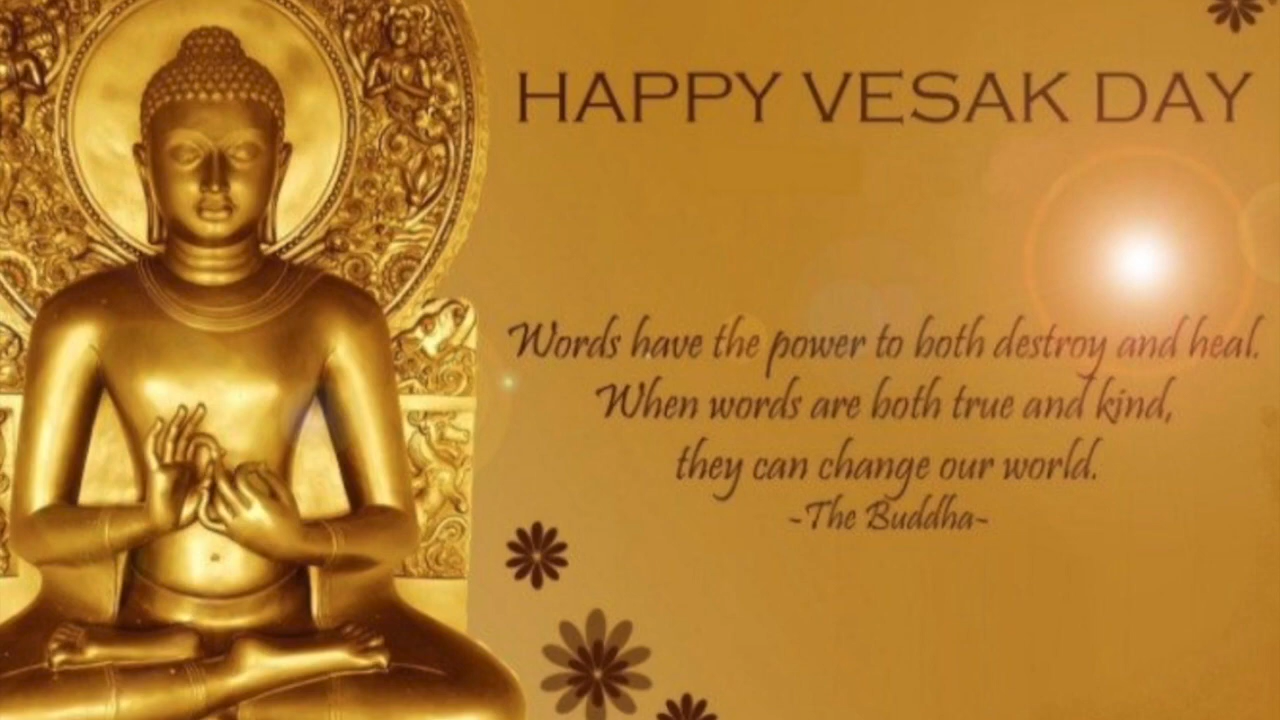 HAPPY VESAK DAY
Words have the power to both destroy and heal.
When words are both true and kind,
they can change our world.
~The Buddha~